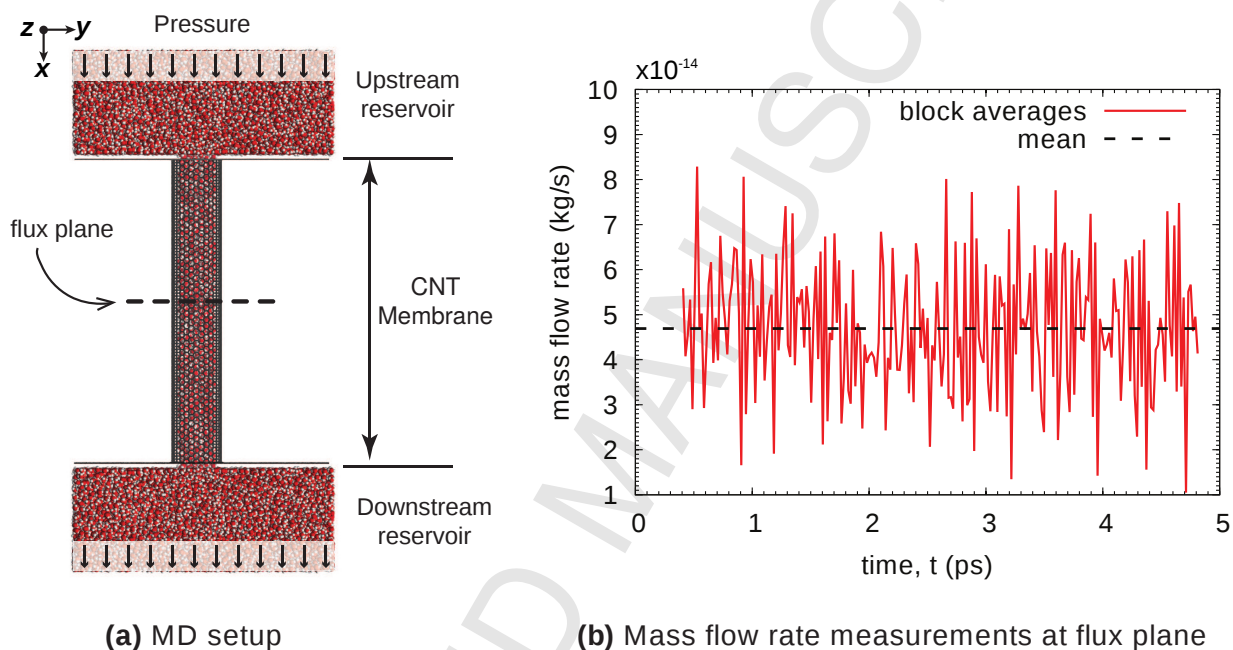 z y
x
Pressure
Upstream
reservoir
flux plane
CNT
Membrane
Downstream
reservoir
(a) MD setup
x10-14
10
9
8
7
6
5
4
3
2
1
mass flow rate (kg/s)
block averages
mean
0 1 2 3 4 5
time, t (ps)
(b) Mass flow rate measurements at flux plane
D MANUSC